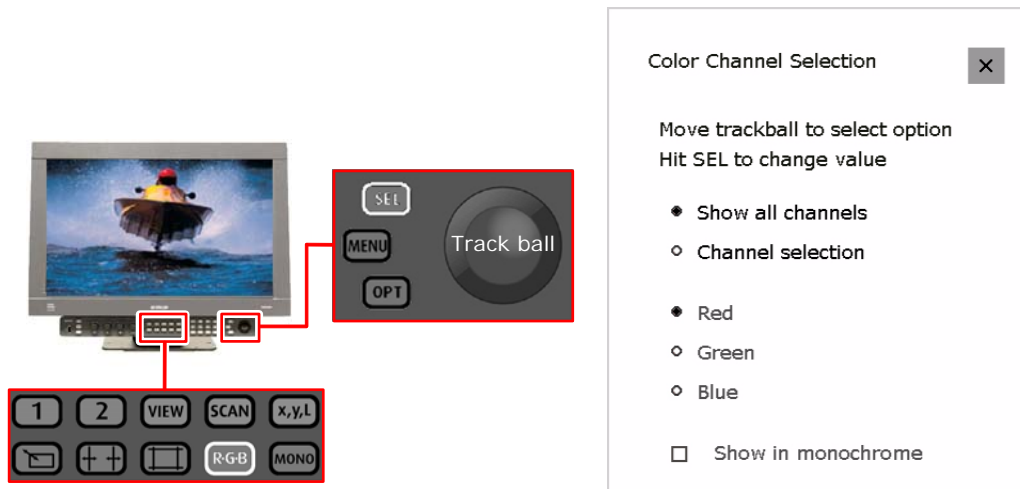 SEL
MENU
Track ball
OPT
1 2 VIEW SCAN x,y,L
R·G·B MONO
Color Channel Selection
Move trackball to select option
Hit SEL to change value
Show all channels
Channel selection
Red
Green
Blue
Show in monochrome